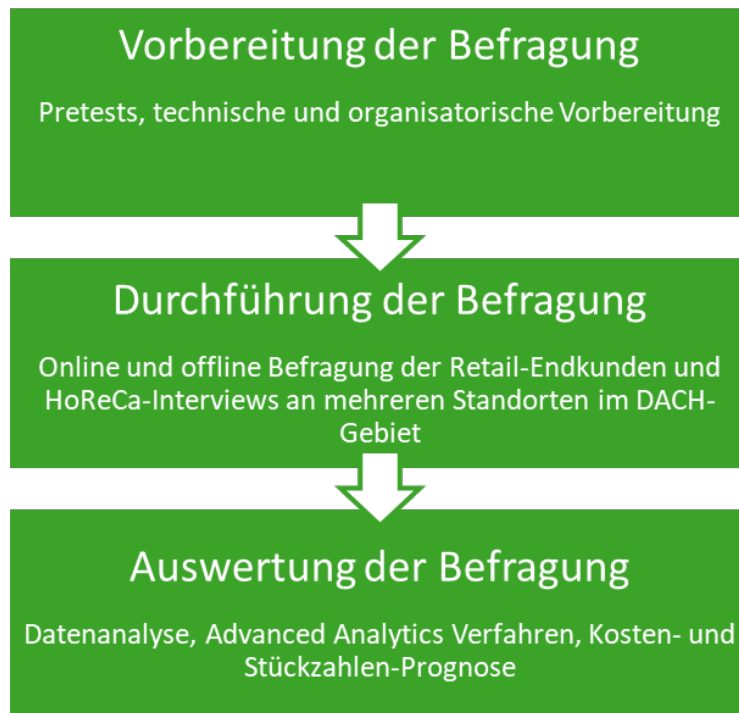 Vorbereitung der Befragung
Pretests, technische und organisatorische Vorbereitung
Durchführung der Befragung
Online und offline Befragung der Retail-Endkunden und
HoReCa-Interviews an mehreren Standorten im DACH-
Gebiet
Auswertung der Befragung
Datenanalyse, Advanced Analytics Verfahren, Kosten- und
Stückzahlen-Prognose